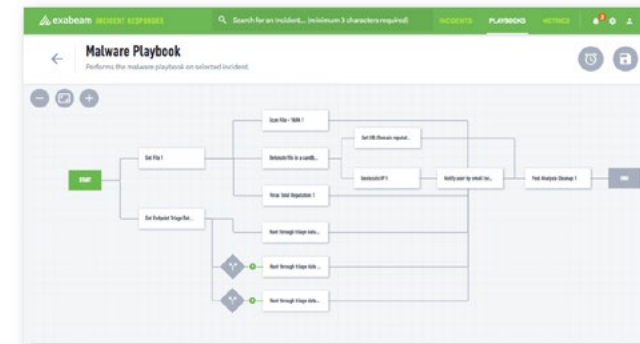 exabeam INCIDENT RESPONDER
Search for an incident... (minimum 3 characters required)
INCIDENTS
PLAYBOOKS
METRICS
Malware Playbook
Performs the malware playbook on selected incident.
START
Get File 1
Get Endpoint Triage Dat...
Scan File - YARA 1
Detonate file in a sandb...
Virus Total Reputation 1
Hunt through triage data...
Hunt through triage data ...
Hunt through triage data...
Get URL/Domain reputat...
Geolocate IP 1
Notify user by email
Post Analysis Cleanup 1
END